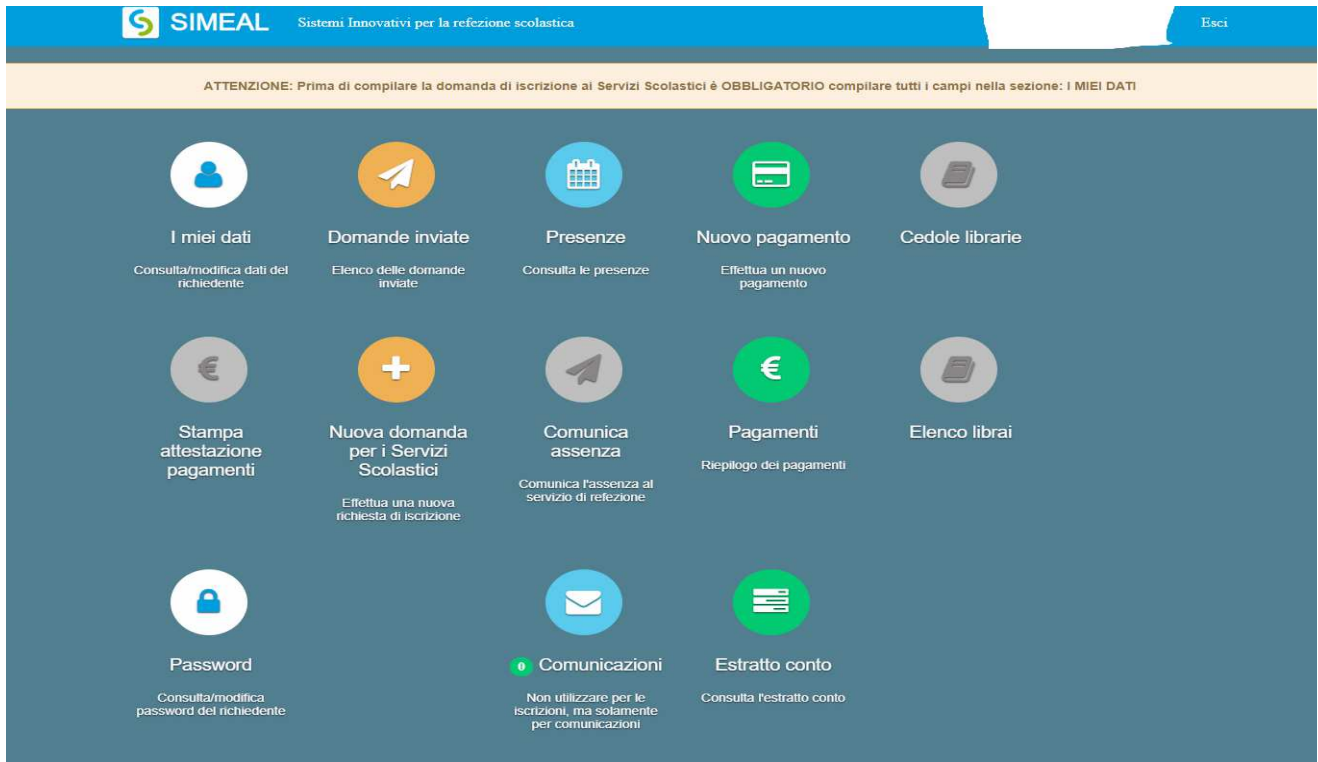 SIMEAL Sistemi Innovativi per la refezione scolastica Esci
ATTENZIONE: Prima di compilare la domanda di iscrizione ai Servizi Scolastici è OBBLIGATORIO compilare tutti i campi nella sezione: I MIEI DATI
I miei dati
Consulta/modifica dati del
richiedente
Domande inviate
Elenco delle domande
inviate
Presenze
Consulta le presenze
Nuovo pagamento
Effettua un nuovo
pagamento
Cedole librarie
€
Stampa
attestazione
pagamenti
Nuova domanda
per i Servizi
Scolastici
Effettua una nuova
richiesta di iscrizione
Comunica
assenza
Comunica l'assenza al
servizio di refezione
€
Pagamenti
Riepilogo dei pagamenti
Elenco librai
Password
Consulta/modifica
password del richiedente
0 Comunicazioni
Non utilizzare per le
iscrizioni, ma solamente
per comunicazioni
Estratto conto
Consulta l'estratto conto